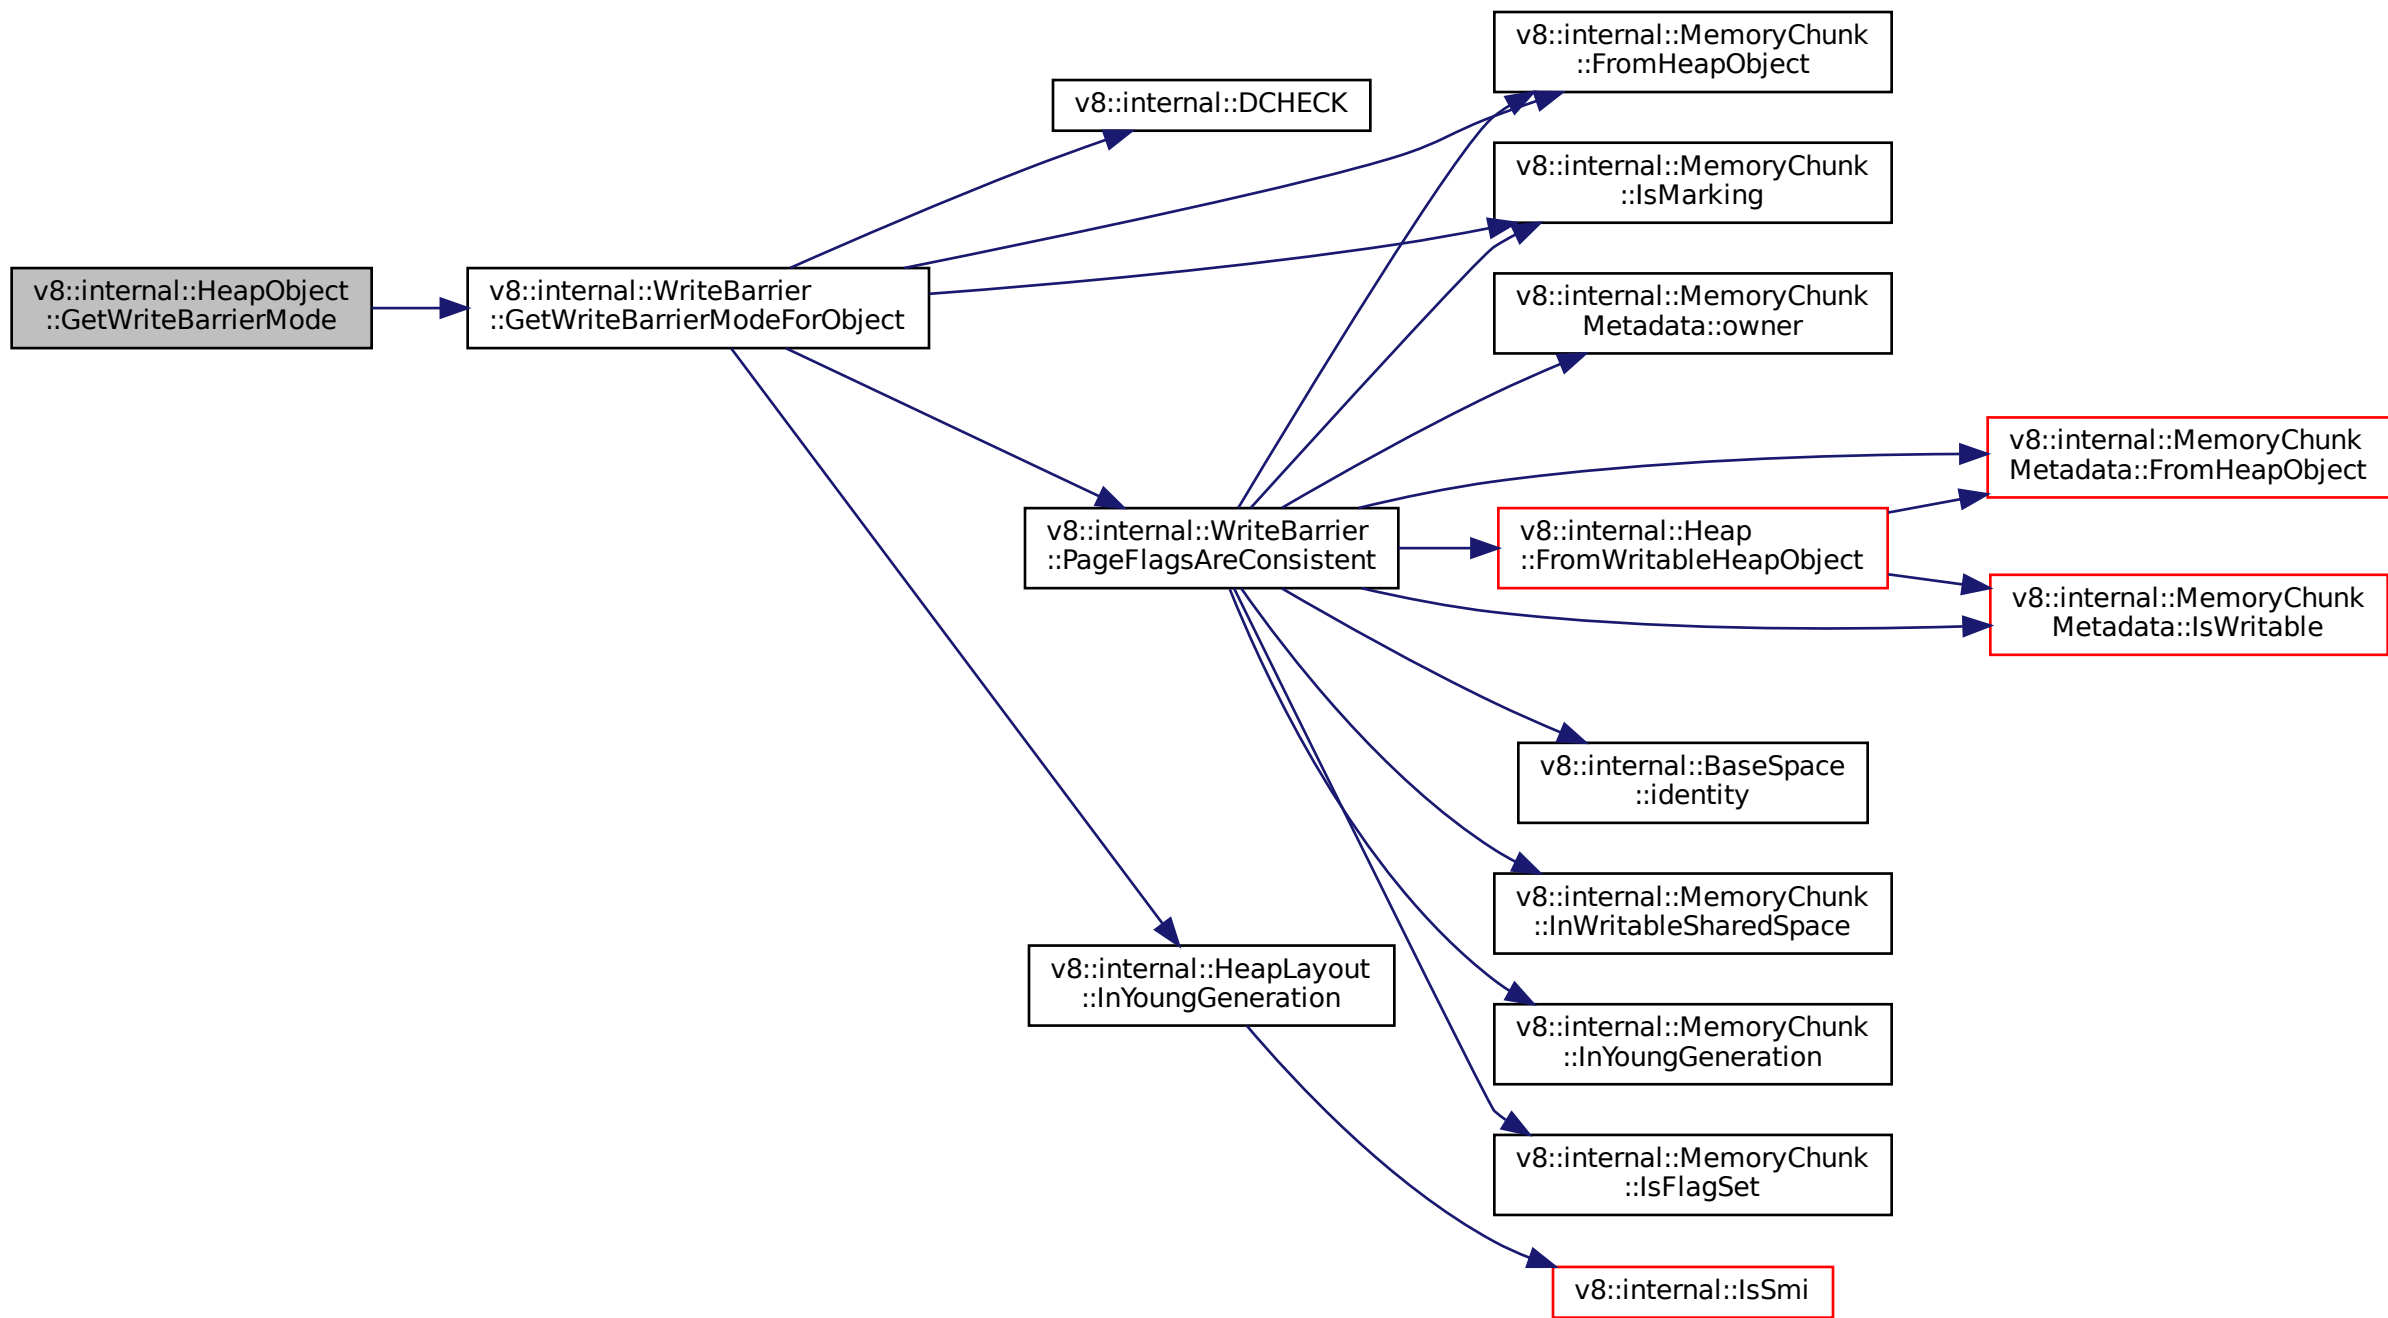 v8::internal::HeapObject
::GetWriteBarrierMode
v8::internal::WriteBarrier
::GetWriteBarrierModeForObject
v8::internal::DCHECK
v8::internal::WriteBarrier
::PageFlagsAreConsistent
v8::internal::HeapLayout
::InYoungGeneration
v8::internal::MemoryChunk
::FromHeapObject
v8::internal::MemoryChunk
::IsMarking
v8::internal::MemoryChunk
Metadata::owner
v8::internal::Heap
::FromWritableHeapObject
v8::internal::BaseSpace
::identity
v8::internal::MemoryChunk
::InWritableSharedSpace
v8::internal::MemoryChunk
::InYoungGeneration
v8::internal::MemoryChunk
::IsFlagSet
v8::internal::IsSmi
v8::internal::MemoryChunk
Metadata::FromHeapObject
v8::internal::MemoryChunk
Metadata::IsWritable